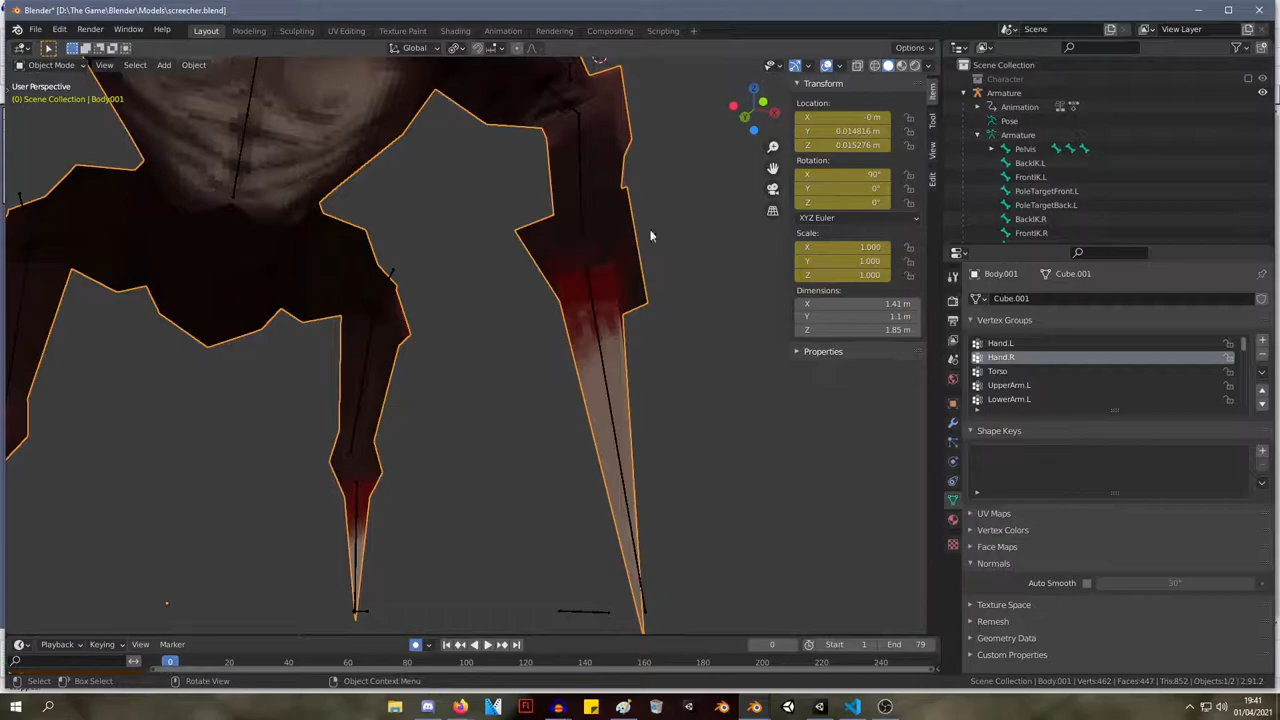 Blender* [D:\The Game\Blender\Models\screecher.blend]
File Edit Render Window Help Layout Modeling Sculpting UV Editing Texture Paint Shading Animation Rendering Compositing Scripting + Scene View Layer
Global Options
Object Mode View Select Add Object
User Perspective
(0) Scene Collection | Body.001
Transform
Location:
X -0 m
Y 0.014816 m
Z 0.015276 m
Rotation:
X 90°
Y 0°
Z 0°
XYZ Euler
Scale:
X 1.000
Y 1.000
Z 1.000
Dimensions:
X 1.41 m
Y 1.1 m
Z 1.85 m
Properties
Item
Tool
View
Edit
Scene Collection
Character
Armature
Animation
Pose
Armature
Pelvis
BackIK.L
FrontIK.L
PoleTargetFront.L
PoleTargetBack.L
BackIK.R
FrontIK.R
Body.001 Cube.001
Cube.001
Vertex Groups
Hand.L
Hand.R
Torso
UpperArm.L
LowerArm.L
Shape Keys
UV Maps
Vertex Colors
Face Maps
Normals
Auto Smooth 30°
Texture Space
Remesh
Geometry Data
Custom Properties
Playback Keying View Marker 0 Start 1 End 79
0 20 40 60 80 100 120 140 160 180 200 220 240
Select Box Select Rotate View Object Context Menu Scene Collection | Body.001 | Verts:462 | Faces:447 | Tris:852 | Objects:1/2 | 2.91.2
19:41
01/04/2021